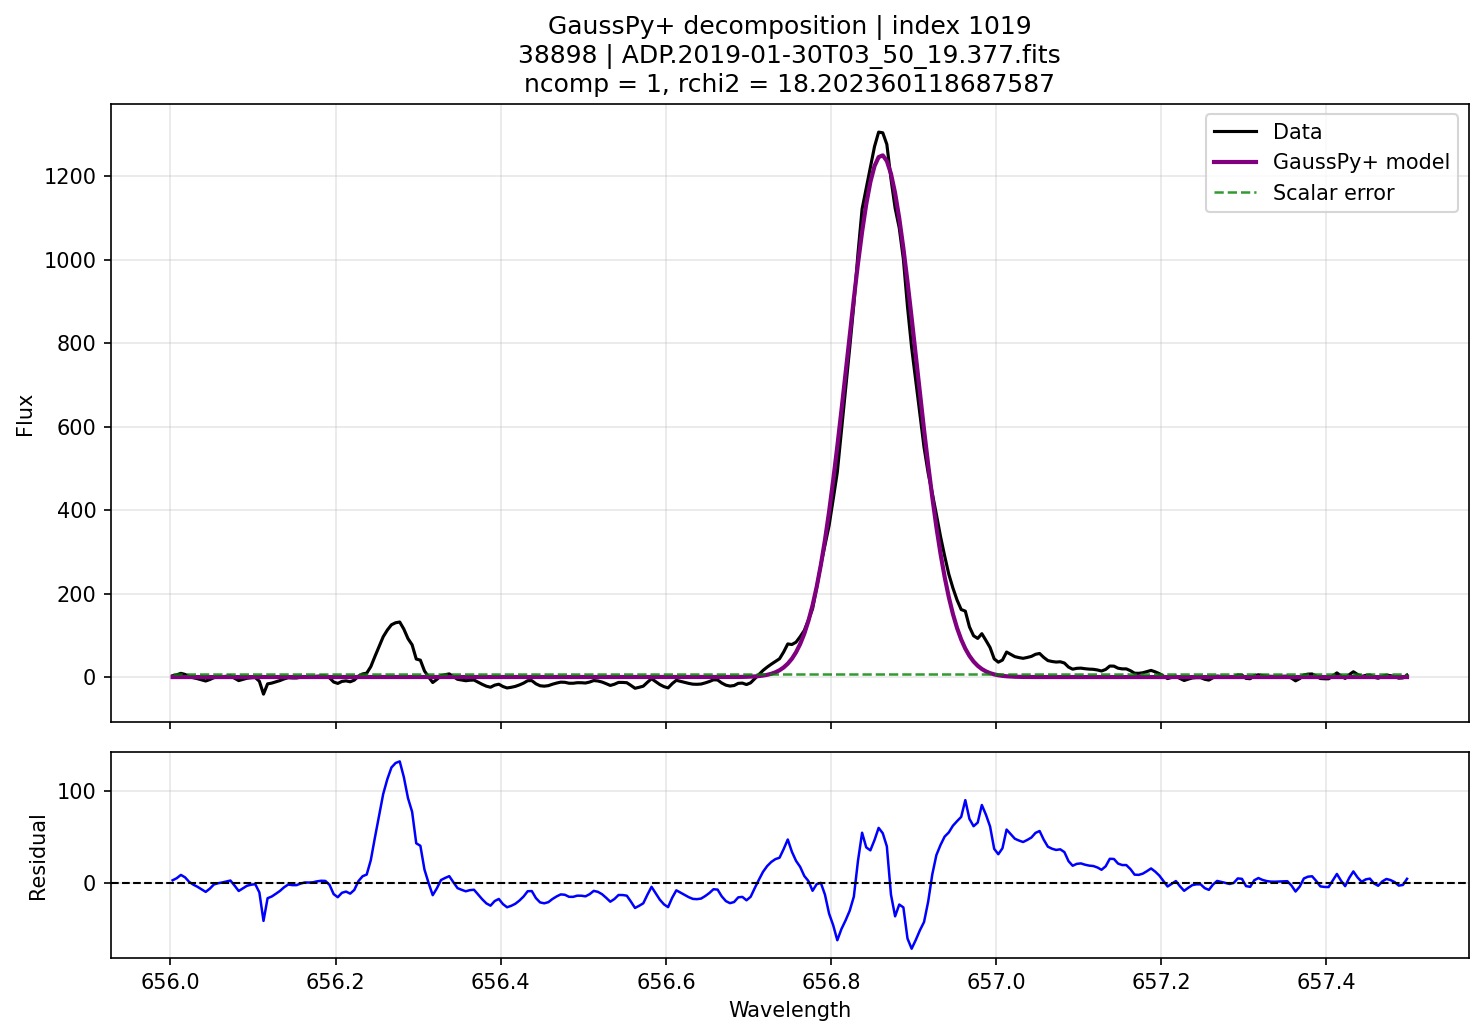 GaussPy+ decomposition | index 1019
38898 | ADP.2019-01-30T03_50_19.377.fits
ncomp = 1, rchi2 = 18.202360118687587
Data
GaussPy+ model
Scalar error
Flux
1200
1000
800
600
400
200
0
Residual
100
0
656.0 656.2 656.4 656.6 656.8 657.0 657.2 657.4
Wavelength